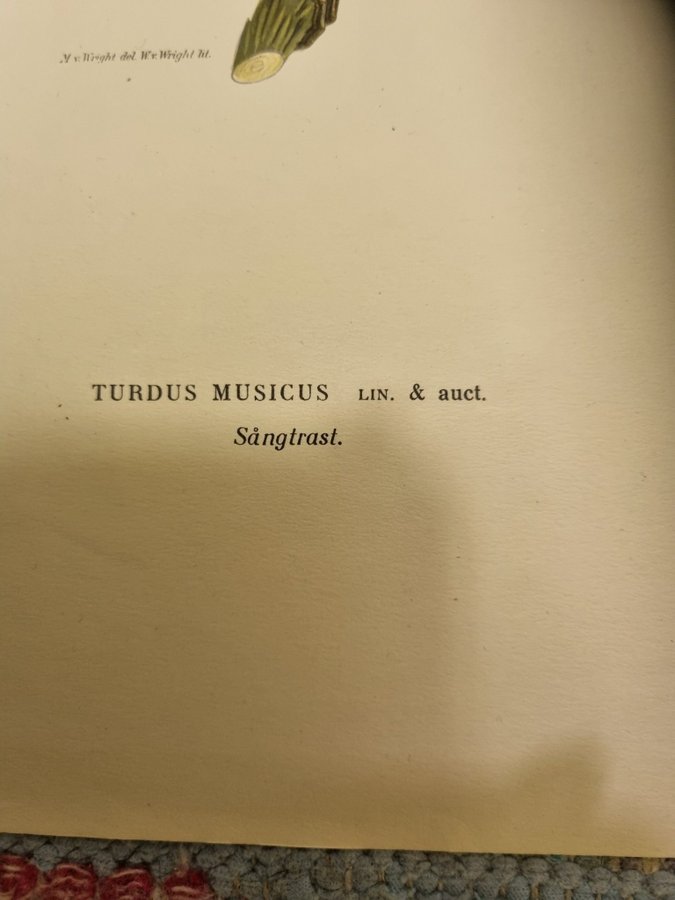 M v. Wright del. W. v. Wright lit.
TURDUS MUSICUS LIN. & auct.
Sångtrast.